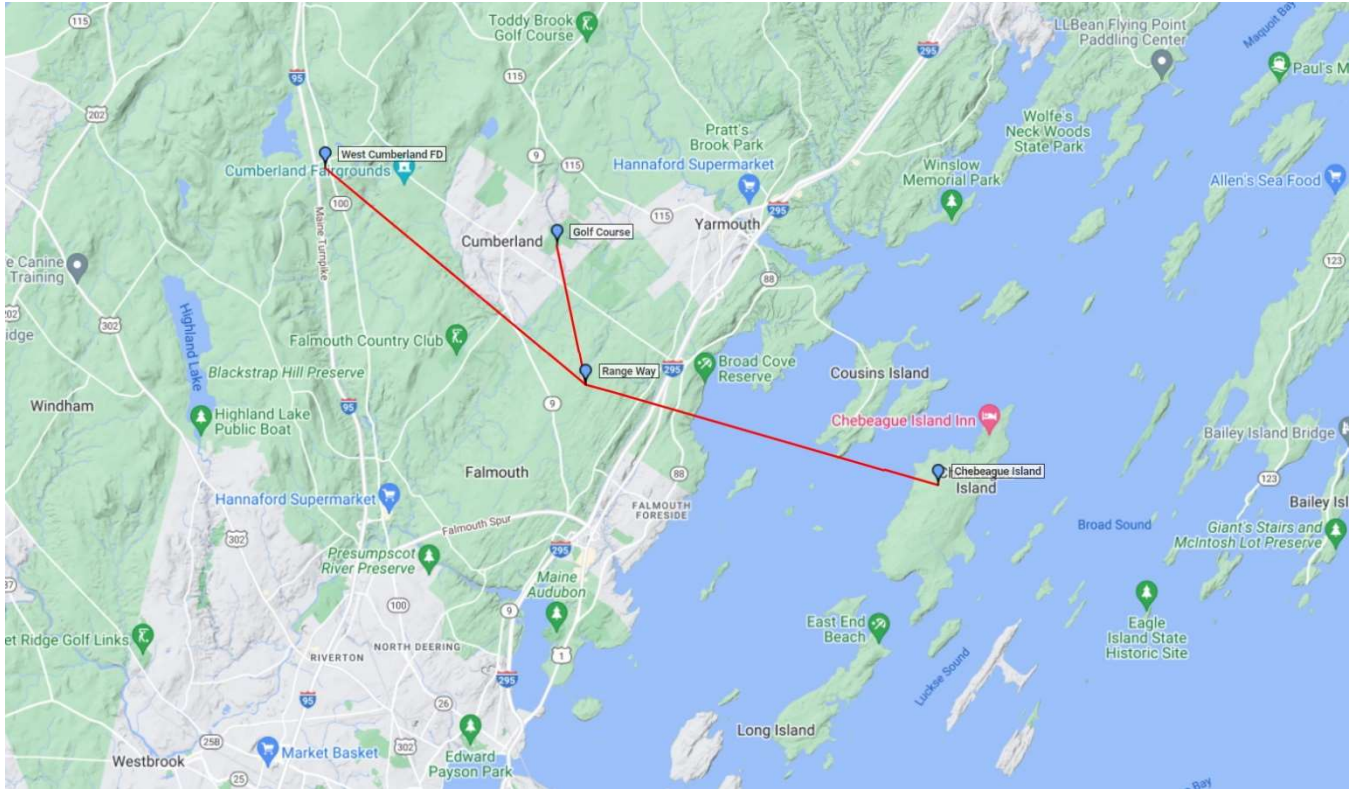 115
Toddy Brook
Golf Course
95
295
115
LLBean Flying Point
Paddling Center
Maquoit Bay
Paul's M
202
115
9
Pratt's
Brook Park
Wolfe's
Neck Woods
State Park
West Cumberland FD
Cumberland Fairgrounds
115
Hannaford Supermarket
Winslow
Memorial Park
Allen's Sea Food
100
115
295
Golf Course
Cumberland
Yarmouth
Maine Turnpike
e Canine
Training
123
88
302
202
idge
Highland Lake
Falmouth Country Club
Broad Cove
Reserve
295
Range Way
Cousins Island
Blackstrap Hill Preserve
Windham
95
9
Highland Lake
Public Boat
Chebeague Island Inn
Bailey Island Bridge
Falmouth
88
Chebeague Island
Island
123
Hannaford Supermarket
FALMOUTH
FORESIDE
Bailey Isl
Falmouth Spur
Broad Sound
Giant's Stairs and
McIntosh Lot Preserve
302
295
Presumpscot
River Preserve
Maine
Audubon
100
9
East End
Beach
Eagle
Island State
Historic Site
et Ridge Golf Links
NORTH DEERING
RIVERTON
1
Luckse Sound
295
95
26
Long Island
25B
Market Basket
302
Edward
Payson Park
Westbrook
25